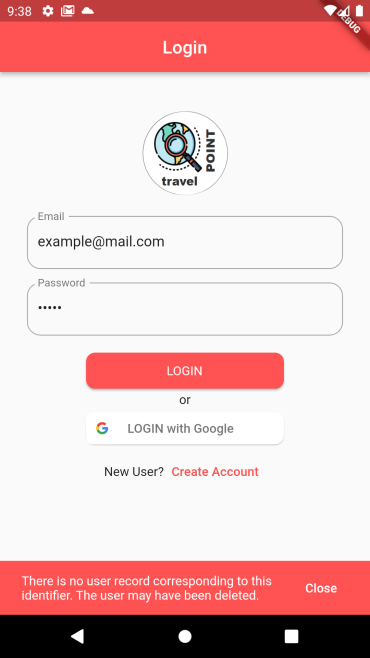 9:38
DEBUG
Login
travel
POINT
Email
example@mail.com
Password
•••••
LOGIN
or
LOGIN with Google
New User? Create Account
There is no user record corresponding to this
identifier. The user may have been deleted.
Close